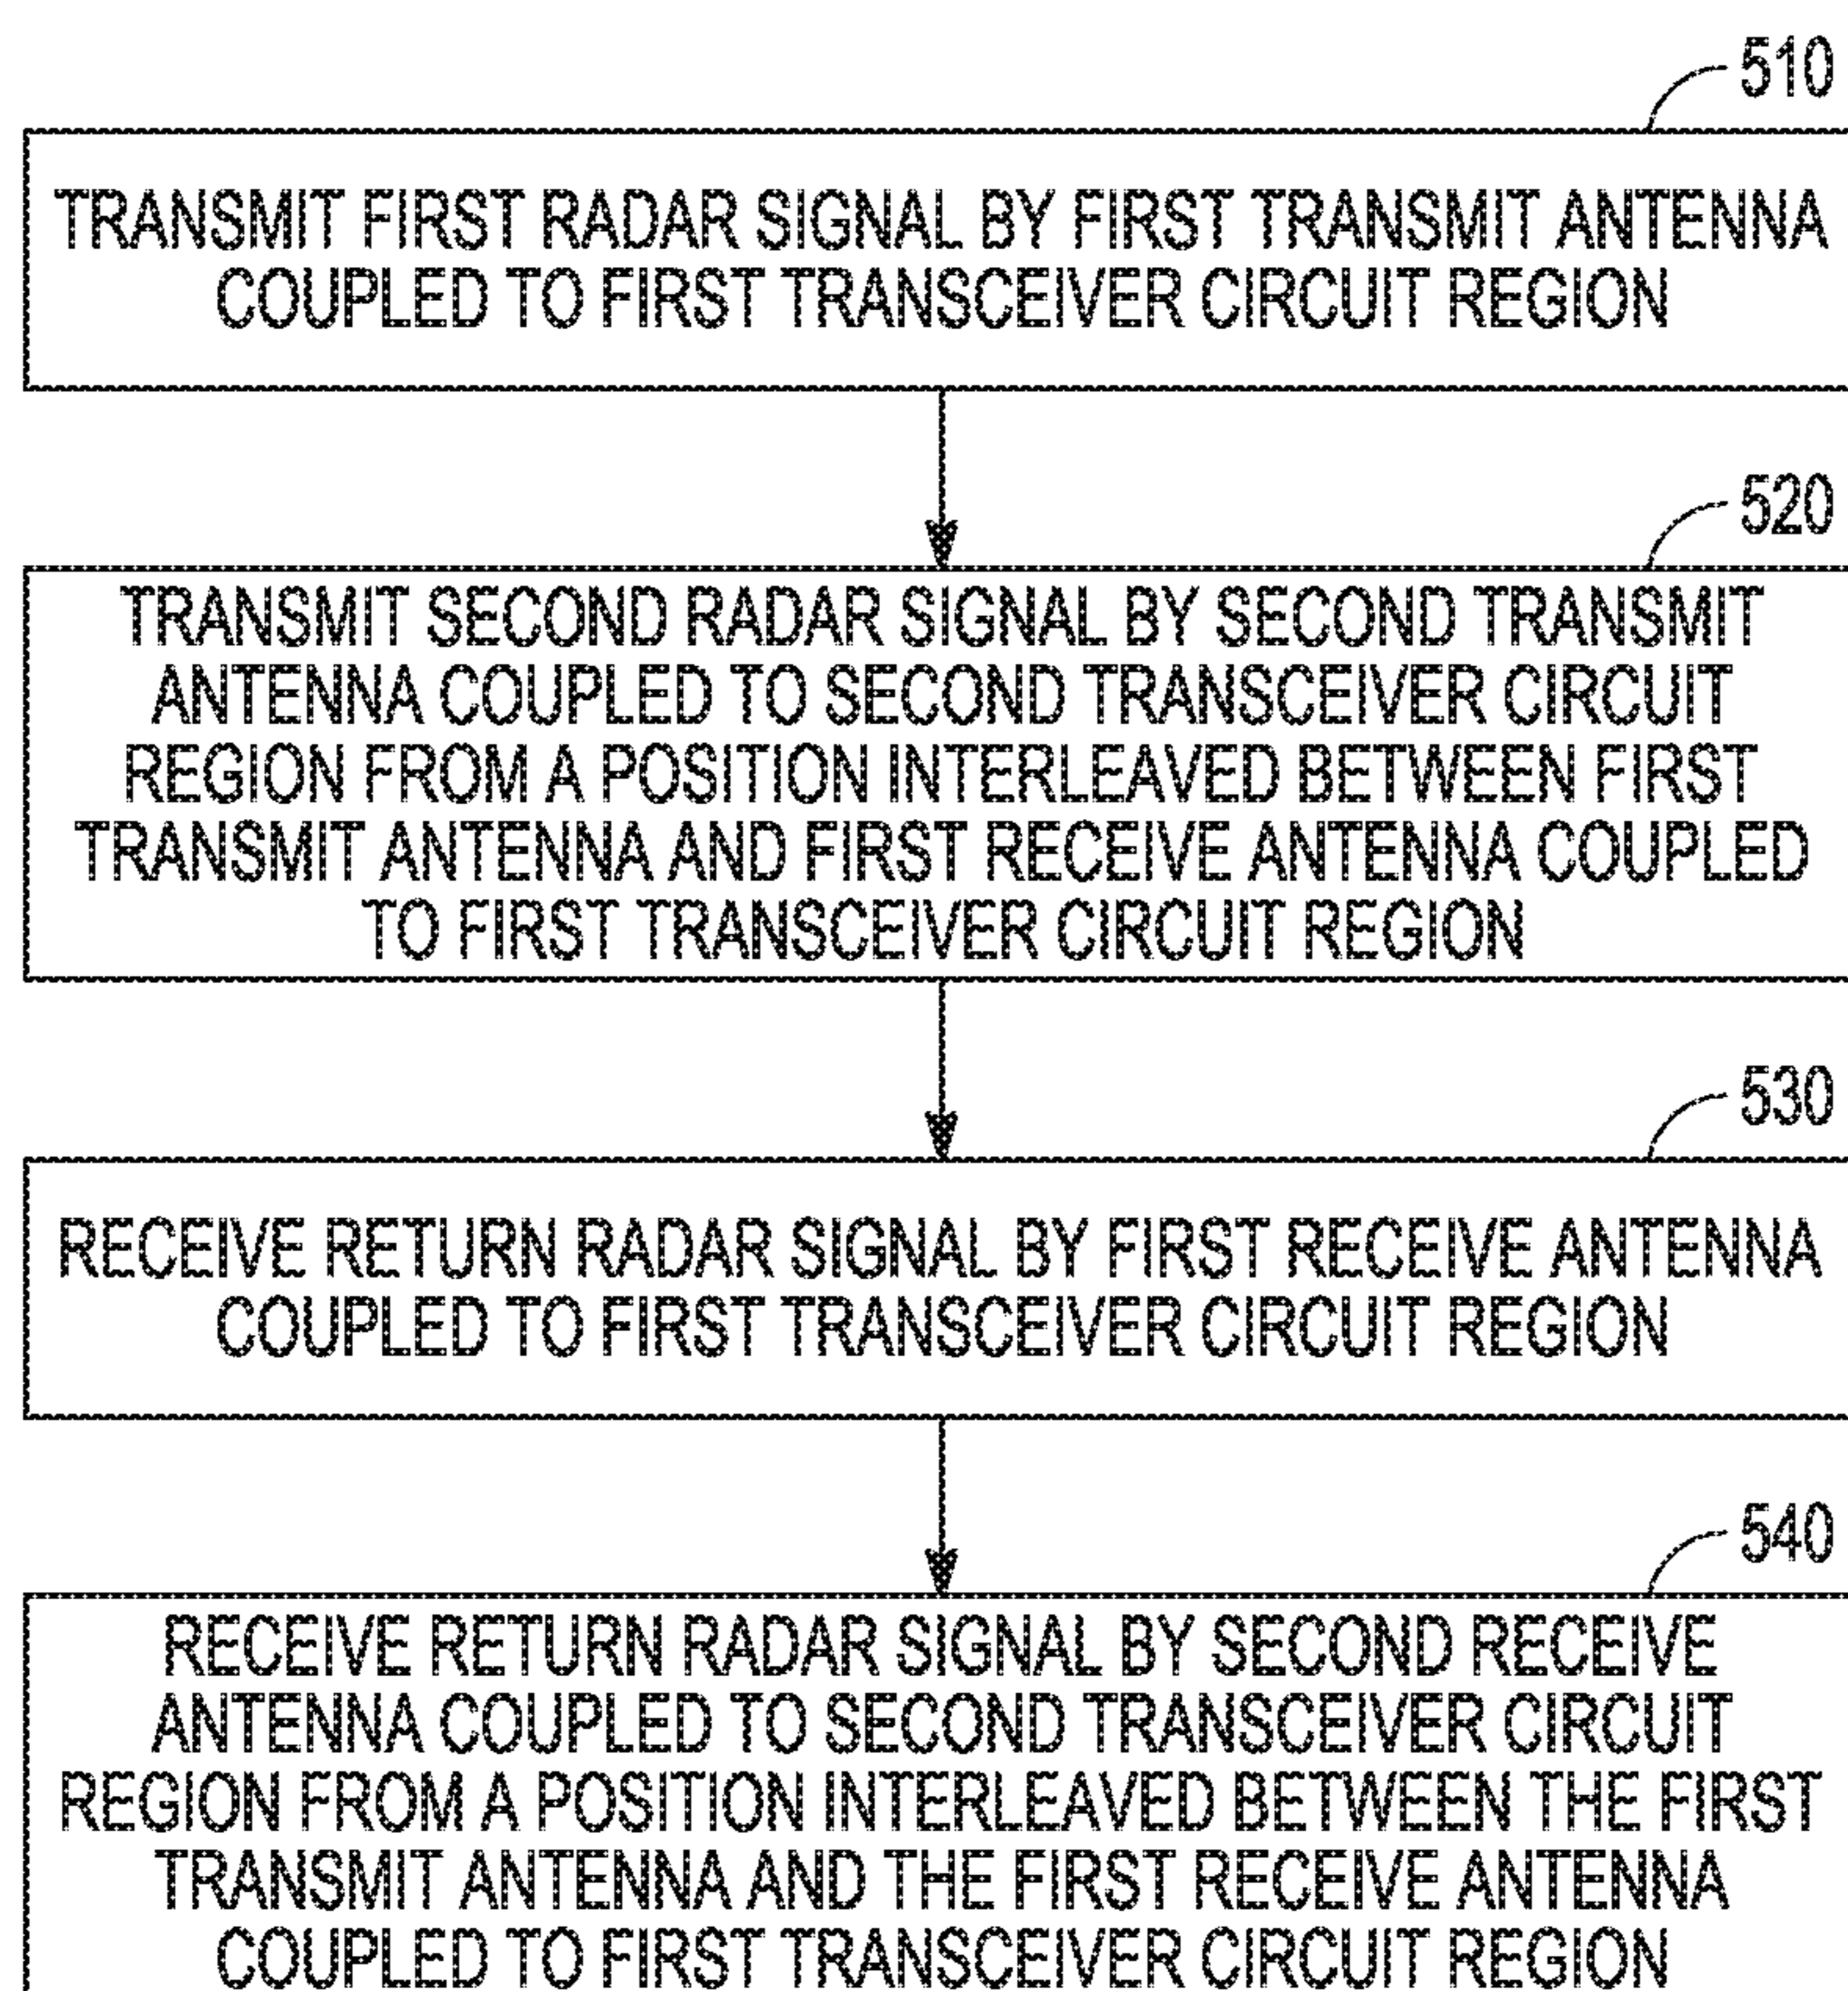 510
TRANSMIT FIRST RADAR SIGNAL BY FIRST TRANSMIT ANTENNA
COUPLED TO FIRST TRANSCEIVER CIRCUIT REGION
520
TRANSMIT SECOND RADAR SIGNAL BY SECOND TRANSMIT
ANTENNA COUPLED TO SECOND TRANSCEIVER CIRCUIT
REGION FROM A POSITION INTERLEAVED BETWEEN FIRST
TRANSMIT ANTENNA AND FIRST RECEIVE ANTENNA COUPLED
TO FIRST TRANSCEIVER CIRCUIT REGION
530
RECEIVE RETURN RADAR SIGNAL BY FIRST RECEIVE ANTENNA
COUPLED TO FIRST TRANSCEIVER CIRCUIT REGION
540
RECEIVE RETURN RADAR SIGNAL BY SECOND RECEIVE
ANTENNA COUPLED TO SECOND TRANSCEIVER CIRCUIT
REGION FROM A POSITION INTERLEAVED BETWEEN THE FIRST
TRANSMIT ANTENNA AND THE FIRST RECEIVE ANTENNA
COUPLED TO FIRST TRANSCEIVER CIRCUIT REGION